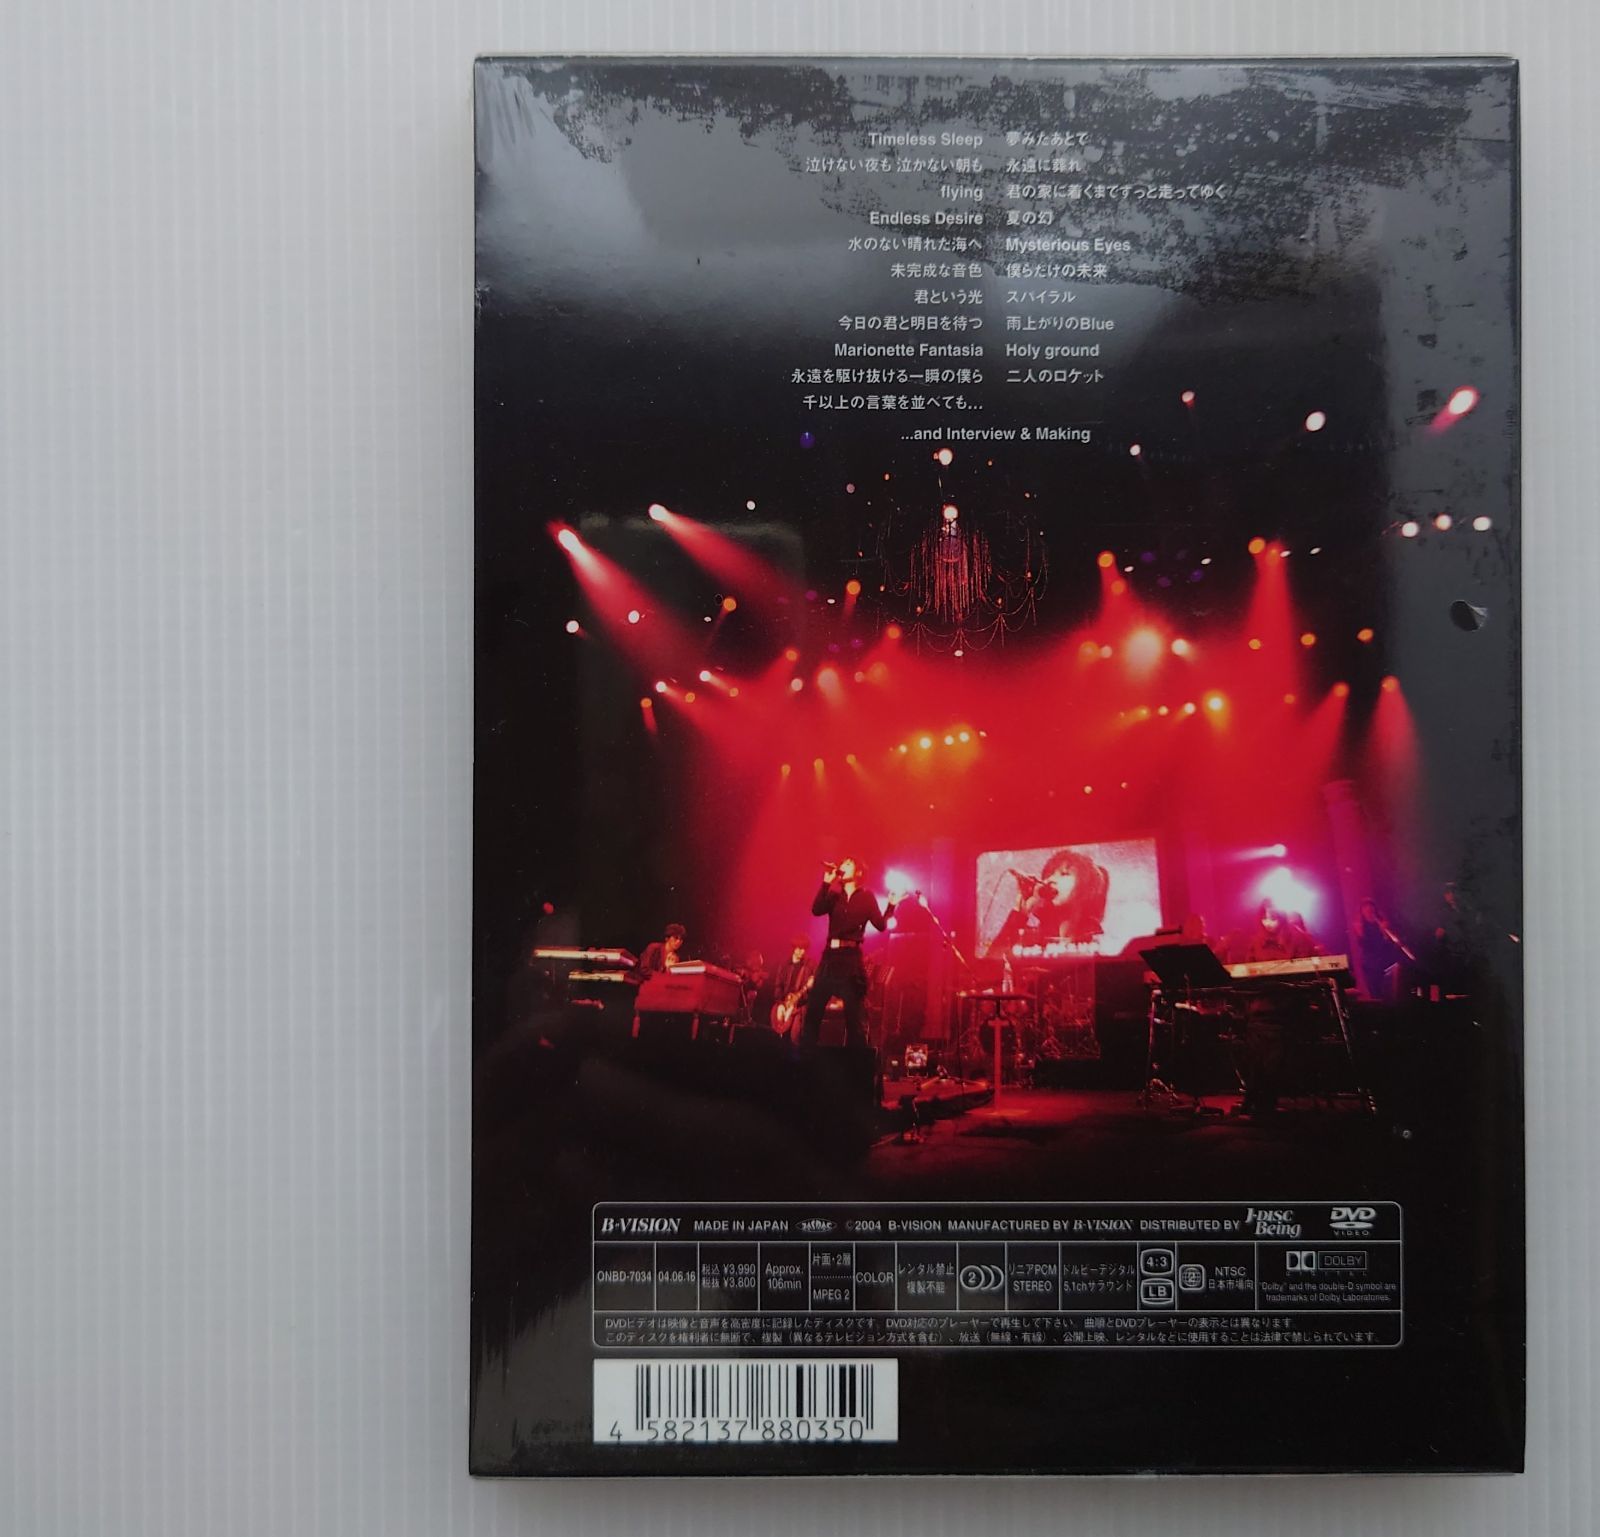 Timeless Sleep 夢みたあとで
泣けない夜も 泣かない朝も 永遠に葬れ
flying 君の家に着くまでずっと走ってゆく
Endless Desire 夏の幻
水のない晴れた海へ Mysterious Eyes
未完成な音色 僕らだけの未来
君という光 スパイラル
今日の君と明日を待つ 雨上がりのBlue
Marionette Fantasia Holy ground
永遠を駆け抜ける一瞬の僕ら 二人のロケット
千以上の言葉を並べても...
...and Interview & Making
B-VISION MADE IN JAPAN ©2004 B-VISION MANUFACTURED BY B-VISION DISTRIBUTED BY J-DISC Being DVD VIDEO
ONBD-7034 04.06.16 税込 ¥3,990 税抜 ¥3,800 Approx. 106min 片面・2層 MPEG 2 COLOR レンタル禁止 複製不能 2 リニアPCM STEREO ドルビーデジタル 5.1chサラウンド 4:3 LB 2 NTSC 日本市場向 DOLBY DIGITAL
"Dolby" and the double-D symbol are trademarks of Dolby Laboratories.
DVDビデオは映像と音声を高密度に記録したディスクです。DVD対応のプレーヤーで再生して下さい。曲順とDVDプレーヤーの表示とは異なります。
このディスクを権利者に無断で、複製（異なるテレビジョン方式を含む）、放送（無線・有線）、公開上映、レンタルなどに使用することは法律で禁じられています。
4 582137 880350